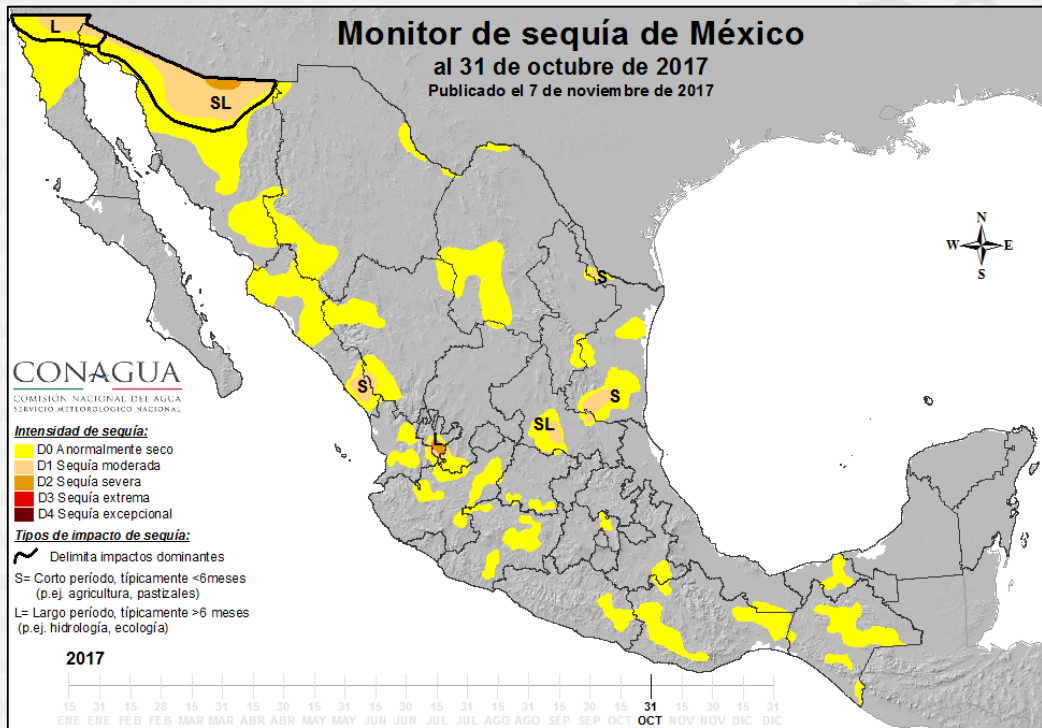 Monitor de sequía de México
al 31 de octubre de 2017
Publicado el 7 de noviembre de 2017
L
SL
S
S
S
SL
L
N
W E
S
CONAGUA
COMISIÓN NACIONAL DEL AGUA
SERVICIO METEOROLÓGICO NACIONAL
Intensidad de sequía:
D0 Anormalmente seco
D1 Sequía moderada
D2 Sequía severa
D3 Sequía extrema
D4 Sequía excepcional
Tipos de impacto de sequía:
Delimita impactos dominantes
S= Corto período, típicamente <6meses
(p.ej. agricultura, pastizales)
L= Largo período, típicamente >6 meses
(p.ej. hidrología, ecología)
2017
15 31 15 28 15 31 15 30 15 31 15 30 15 31 15 31 15 30 15 31 15 30 15 31
ENE ENE FEB FEB MAR MAR ABR ABR MAY MAY JUN JUN JUL JUL AGO AGO SEP SEP OCT OCT NOV NOV DIC DIC